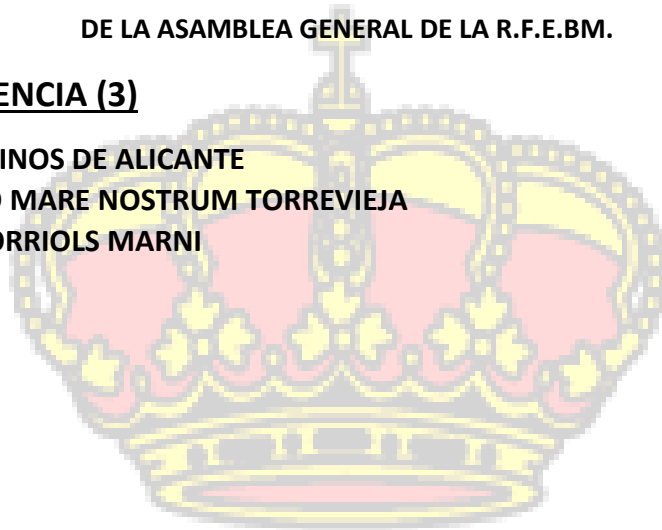 DE LA ASAMBLEA GENERAL DE LA R.F.E.BM.
ENCIA (3)
INOS DE ALICANTE
MARE NOSTRUM TORREVIEJA
ORRIOLS MARNI